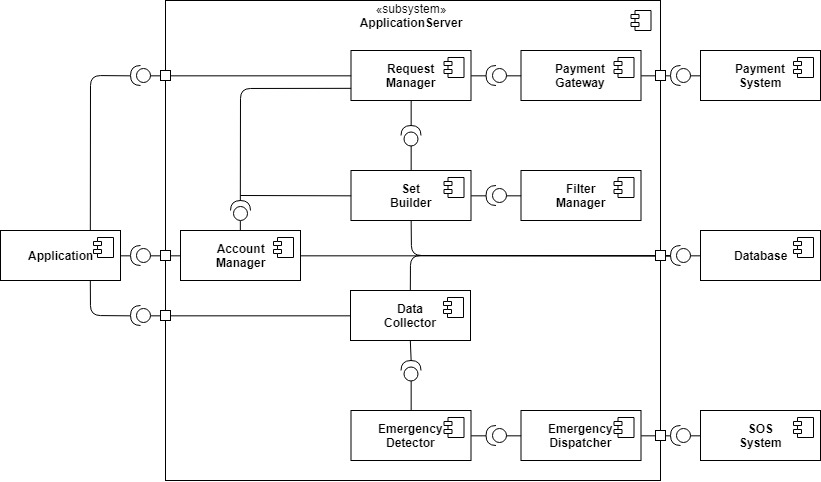 «subsystem»
ApplicationServer
Request
Manager
Payment
Gateway
Payment
System
Set
Builder
Filter
Manager
Application
Account
Manager
Database
Data
Collector
Emergency
Detector
Emergency
Dispatcher
SOS
System